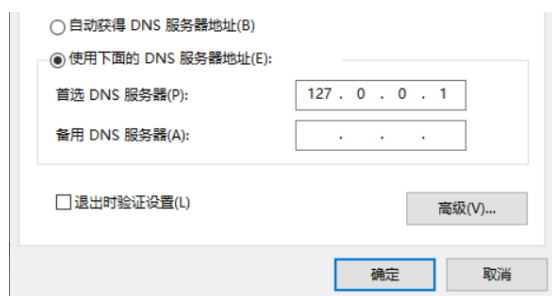 自动获得 DNS 服务器地址(B)
使用下面的 DNS 服务器地址(E):
首选 DNS 服务器(P): 127 . 0 . 0 . 1
备用 DNS 服务器(A): . . .
退出时验证设置(L)
高级(V)...
确定 取消